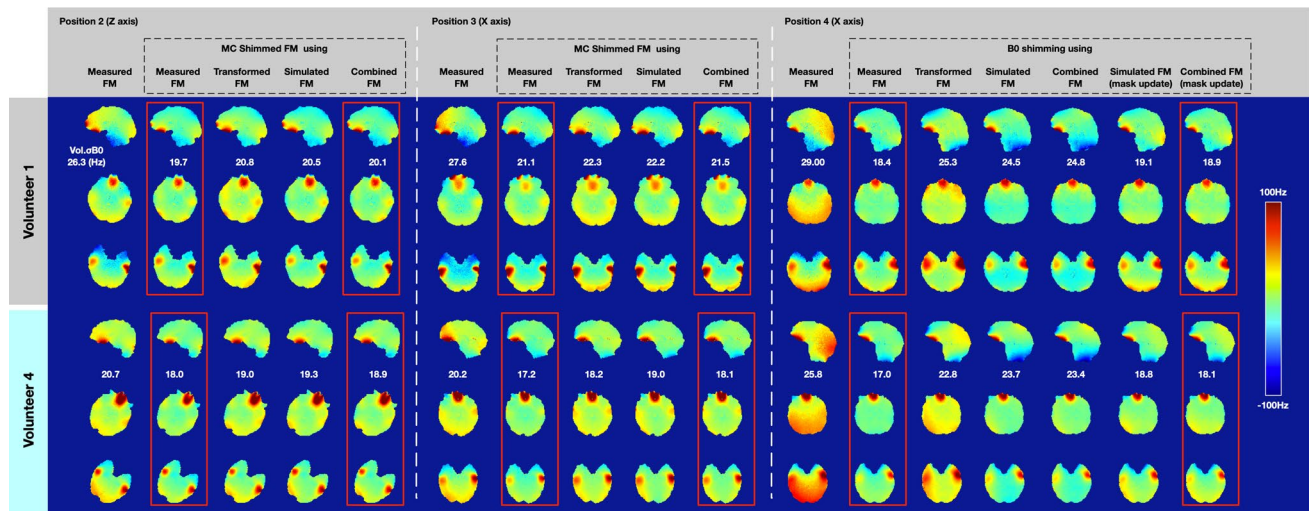 Position 2 (Z axis)
Position 3 (X axis)
Position 4 (X axis)
MC Shimmed FM using
MC Shimmed FM using
B0 shimming using
Measured FM
Measured FM
Transformed FM
Simulated FM
Combined FM
Measured FM
Measured FM
Transformed FM
Simulated FM
Combined FM
Measured FM
Measured FM
Transformed FM
Simulated FM
Combined FM
Simulated FM (mask update)
Combined FM (mask update)
Volunteer 1
Vol.σB0
26.3 (Hz)
19.7
20.8
20.5
20.1
27.6
21.1
22.3
22.2
21.5
29.00
18.4
25.3
24.5
24.8
19.1
18.9
100Hz
-100Hz
Volunteer 4
20.7
18.0
19.0
19.3
18.9
20.2
17.2
18.2
19.0
18.1
25.8
17.0
22.8
23.7
23.4
18.8
18.1